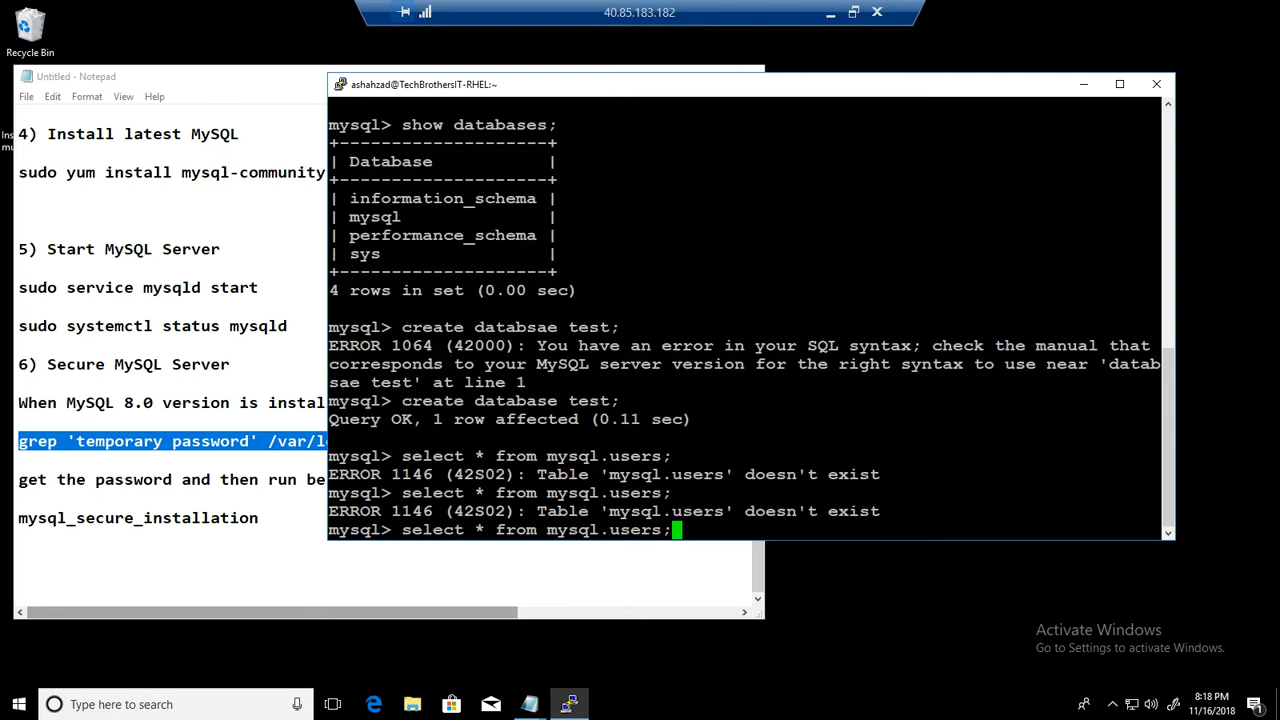 40.85.183.182
Recycle Bin
Untitled - Notepad
File Edit Format View Help
4) Install latest MySQL
sudo yum install mysql-community
5) Start MySQL Server
sudo service mysqld start
sudo systemctl status mysqld
6) Secure MySQL Server
When MySQL 8.0 version is instal
grep 'temporary password' /var/l
get the password and then run be
mysql_secure_installation
Ins
mu
ashahzad@TechBrothersIT-RHEL:~
mysql> show databases;
+--------------------+
| Database           |
+--------------------+
| information_schema |
| mysql              |
| performance_schema |
| sys                |
+--------------------+
4 rows in set (0.00 sec)
mysql> create databsae test;
ERROR 1064 (42000): You have an error in your SQL syntax; check the manual that
corresponds to your MySQL server version for the right syntax to use near 'datab
sae test' at line 1
mysql> create database test;
Query OK, 1 row affected (0.11 sec)
mysql> select * from mysql.users;
ERROR 1146 (42S02): Table 'mysql.users' doesn't exist
mysql> select * from mysql.users;
ERROR 1146 (42S02): Table 'mysql.users' doesn't exist
mysql> select * from mysql.users;
Activate Windows
Go to Settings to activate Windows.
Type here to search
8:18 PM
11/16/2018
1